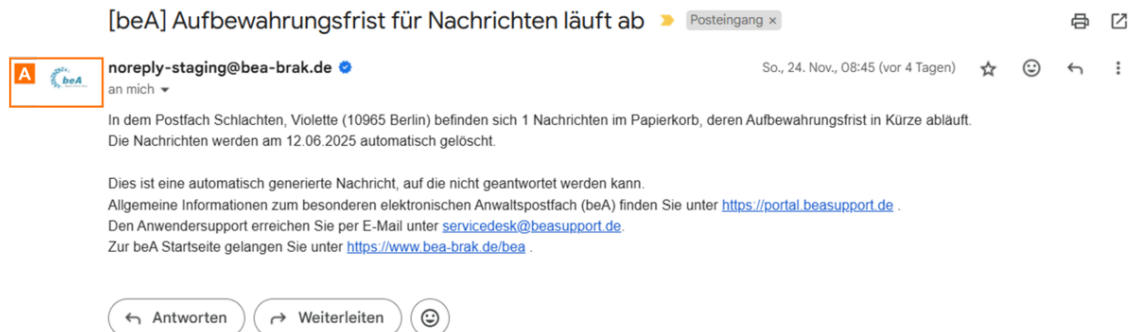 [beA] Aufbewahrungsfrist für Nachrichten läuft ab Posteingang ×
A beA noreply-staging@bea-brak.de So., 24. Nov., 08:45 (vor 4 Tagen)
an mich
In dem Postfach Schlachten, Violette (10965 Berlin) befinden sich 1 Nachrichten im Papierkorb, deren Aufbewahrungsfrist in Kürze abläuft.
Die Nachrichten werden am 12.06.2025 automatisch gelöscht.
Dies ist eine automatisch generierte Nachricht, auf die nicht geantwortet werden kann.
Allgemeine Informationen zum besonderen elektronischen Anwaltspostfach (beA) finden Sie unter https://portal.beasupport.de .
Den Anwendersupport erreichen Sie per E-Mail unter servicedesk@beasupport.de.
Zur beA Startseite gelangen Sie unter https://www.bea-brak.de/bea .
Antworten Weiterleiten